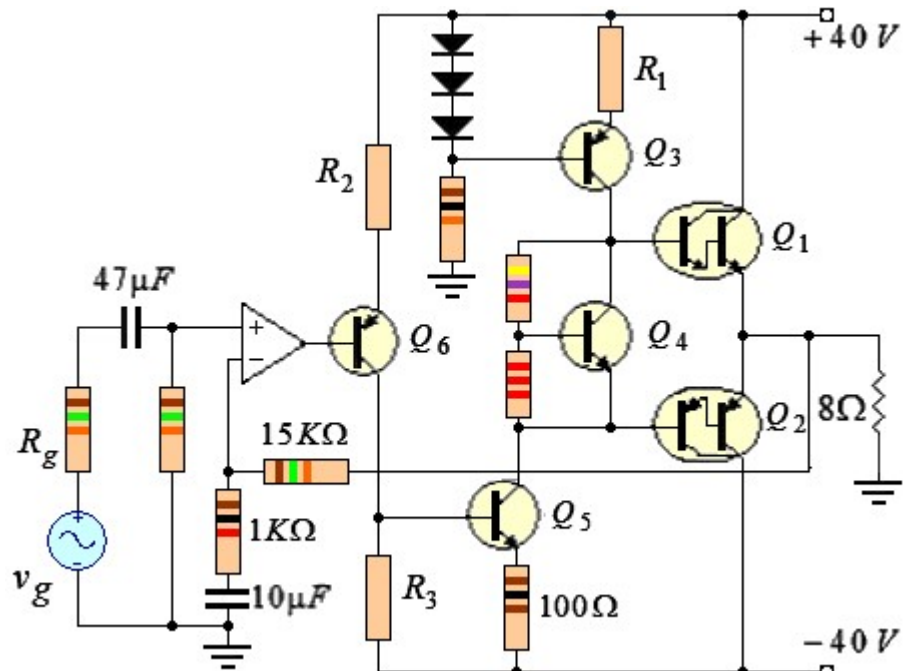 +40 V
R1
Q3
R2
Q1
47µF
+
Q4
Q6
−
8Ω
Rg
15KΩ
Q2
Q5
+
1KΩ
-
vg
10µF
R3
100Ω
−40 V